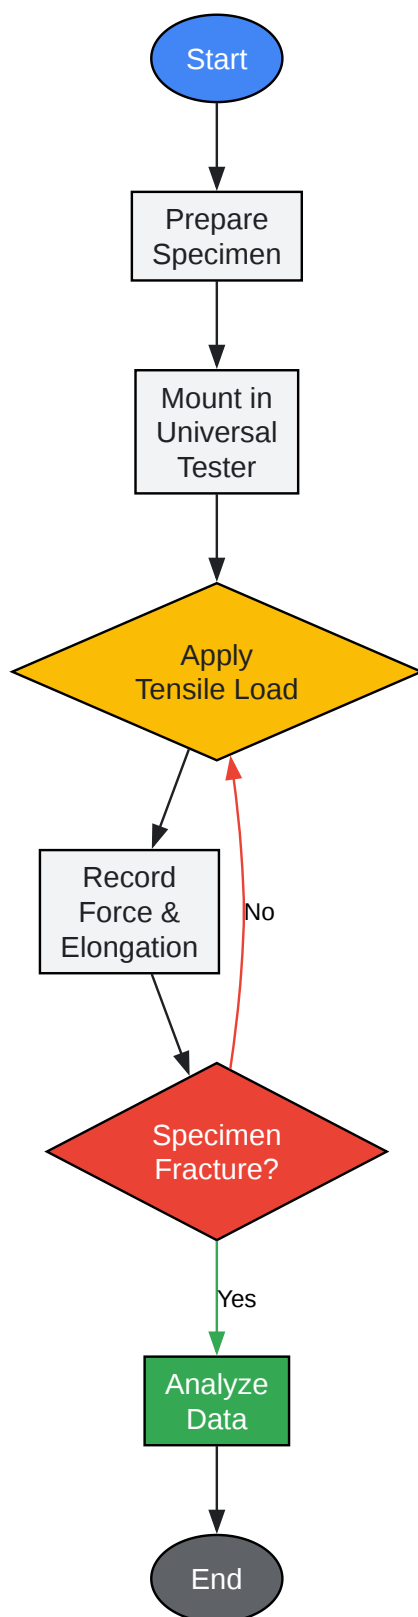 Start
Prepare
Specimen
Mount in
Universal
Tester
Apply
Tensile Load
Record
Force &
Elongation
No
Specimen
Fracture?
Yes
Analyze
Data
End